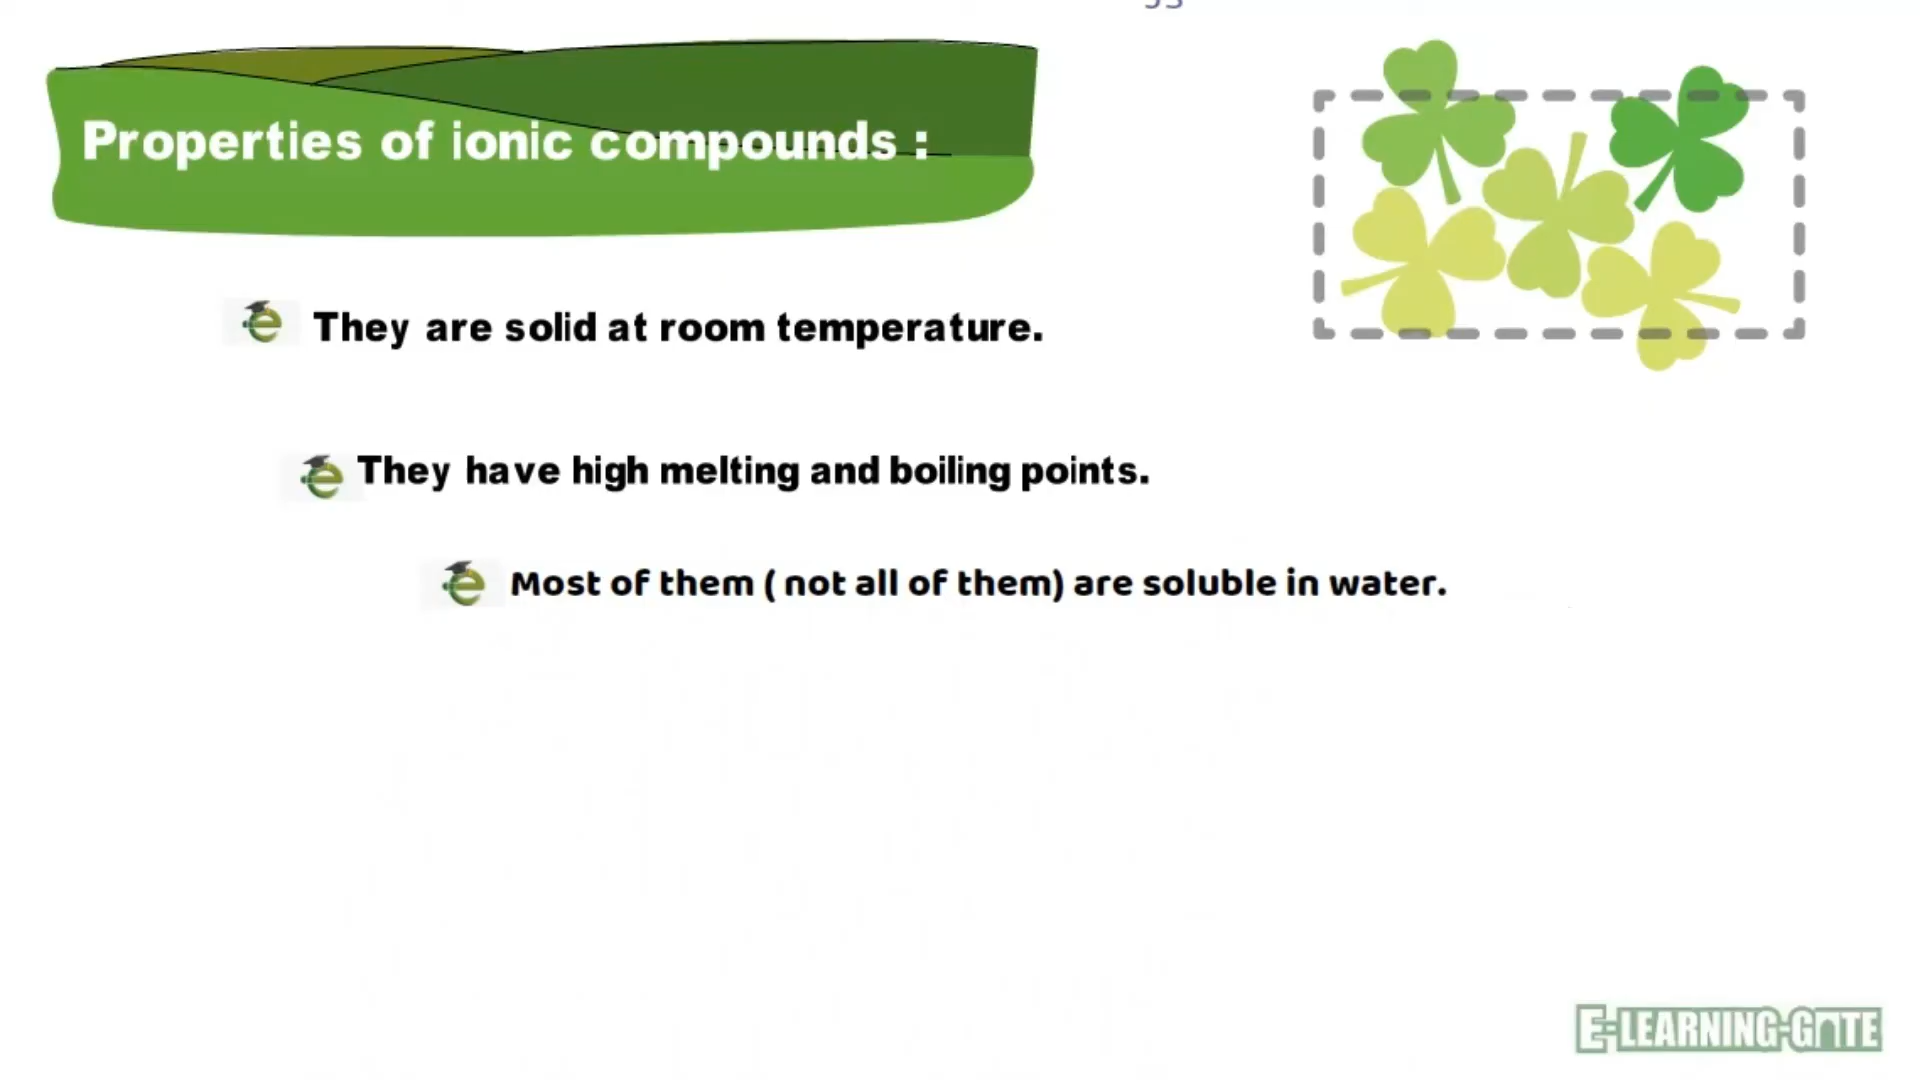 Properties of ionic compounds :
They are solid at room temperature.
They have high melting and boiling points.
Most of them ( not all of them) are soluble in water.
E-LEARNING-GATE